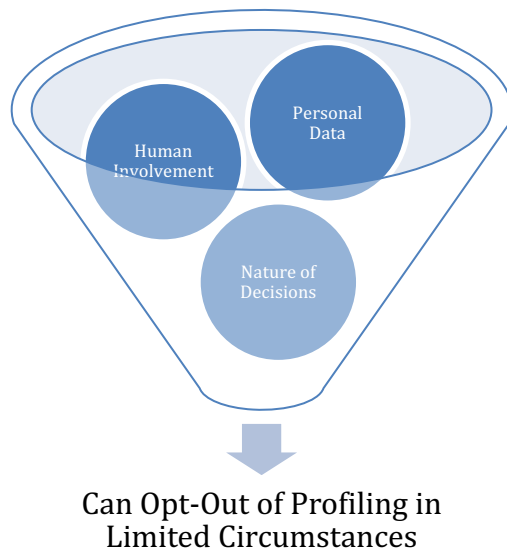 Personal
Data
Human
Involvement
Nature of
Decisions
Can Opt-Out of Profiling in
Limited Circumstances